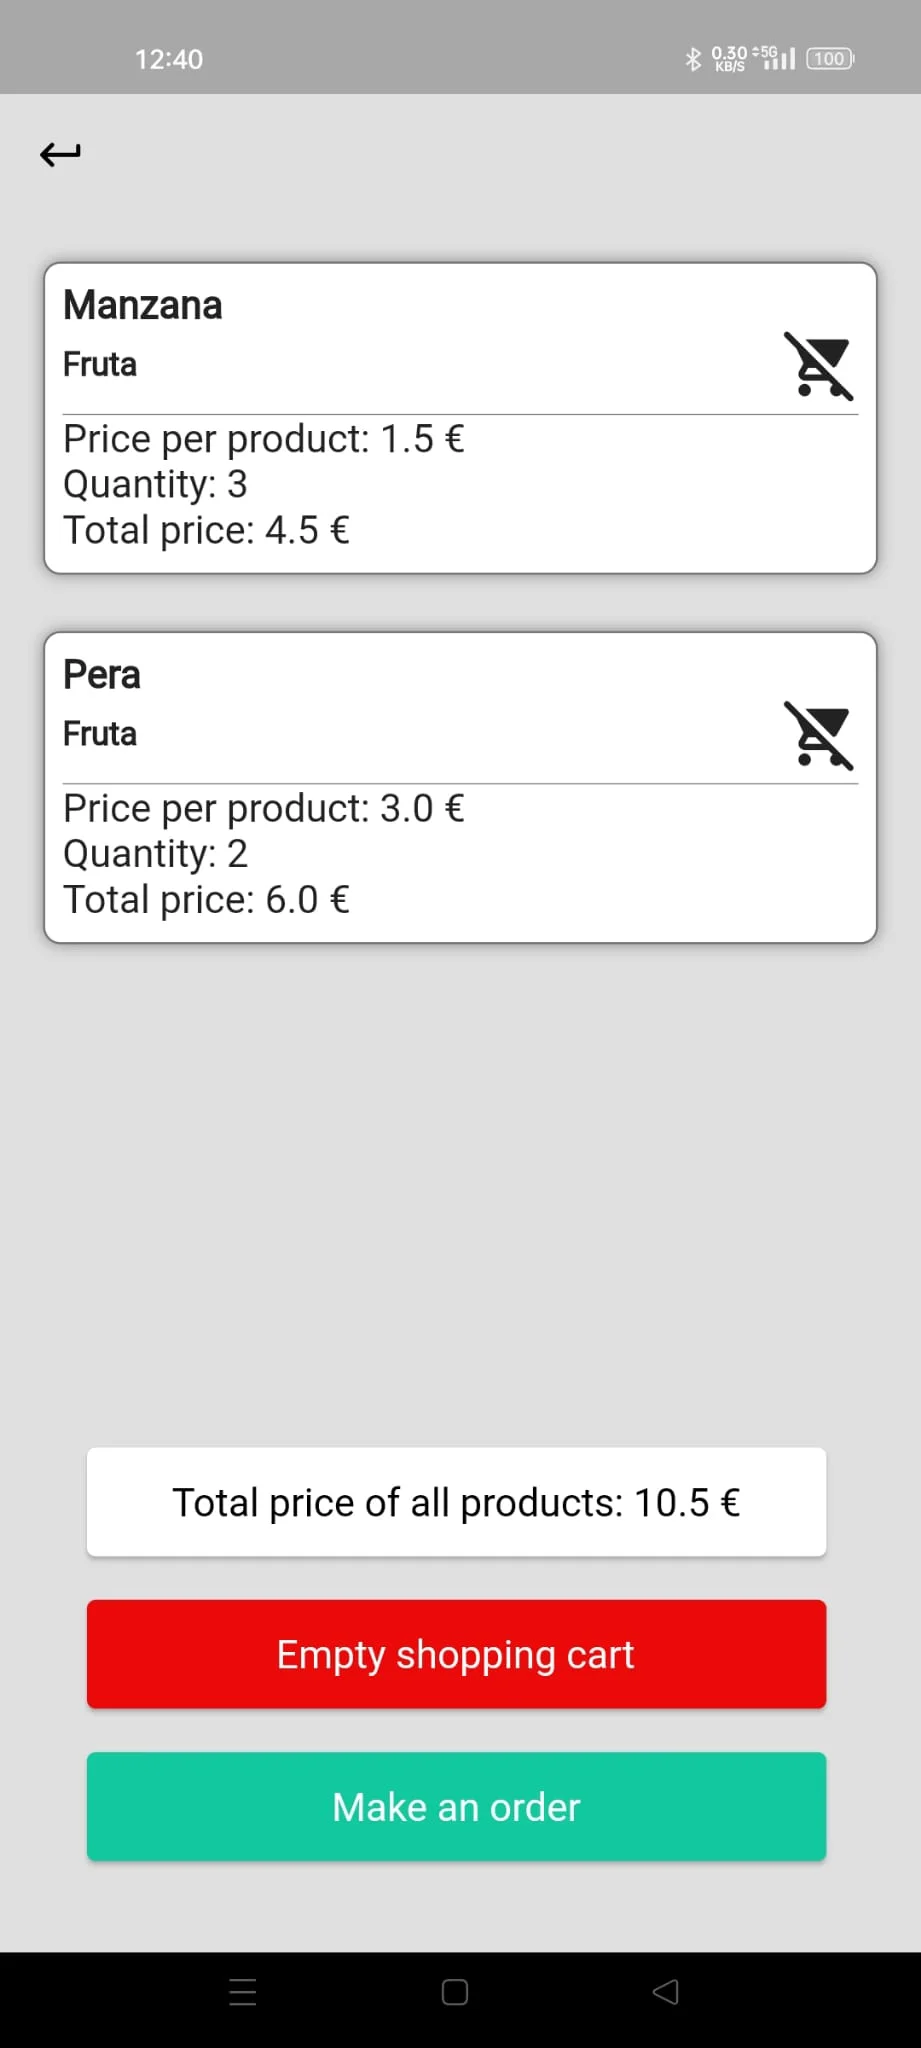 12:40
0.30 KB/S 5G 100
Manzana
Fruta
Price per product: 1.5 €
Quantity: 3
Total price: 4.5 €
Pera
Fruta
Price per product: 3.0 €
Quantity: 2
Total price: 6.0 €
Total price of all products: 10.5 €
Empty shopping cart
Make an order